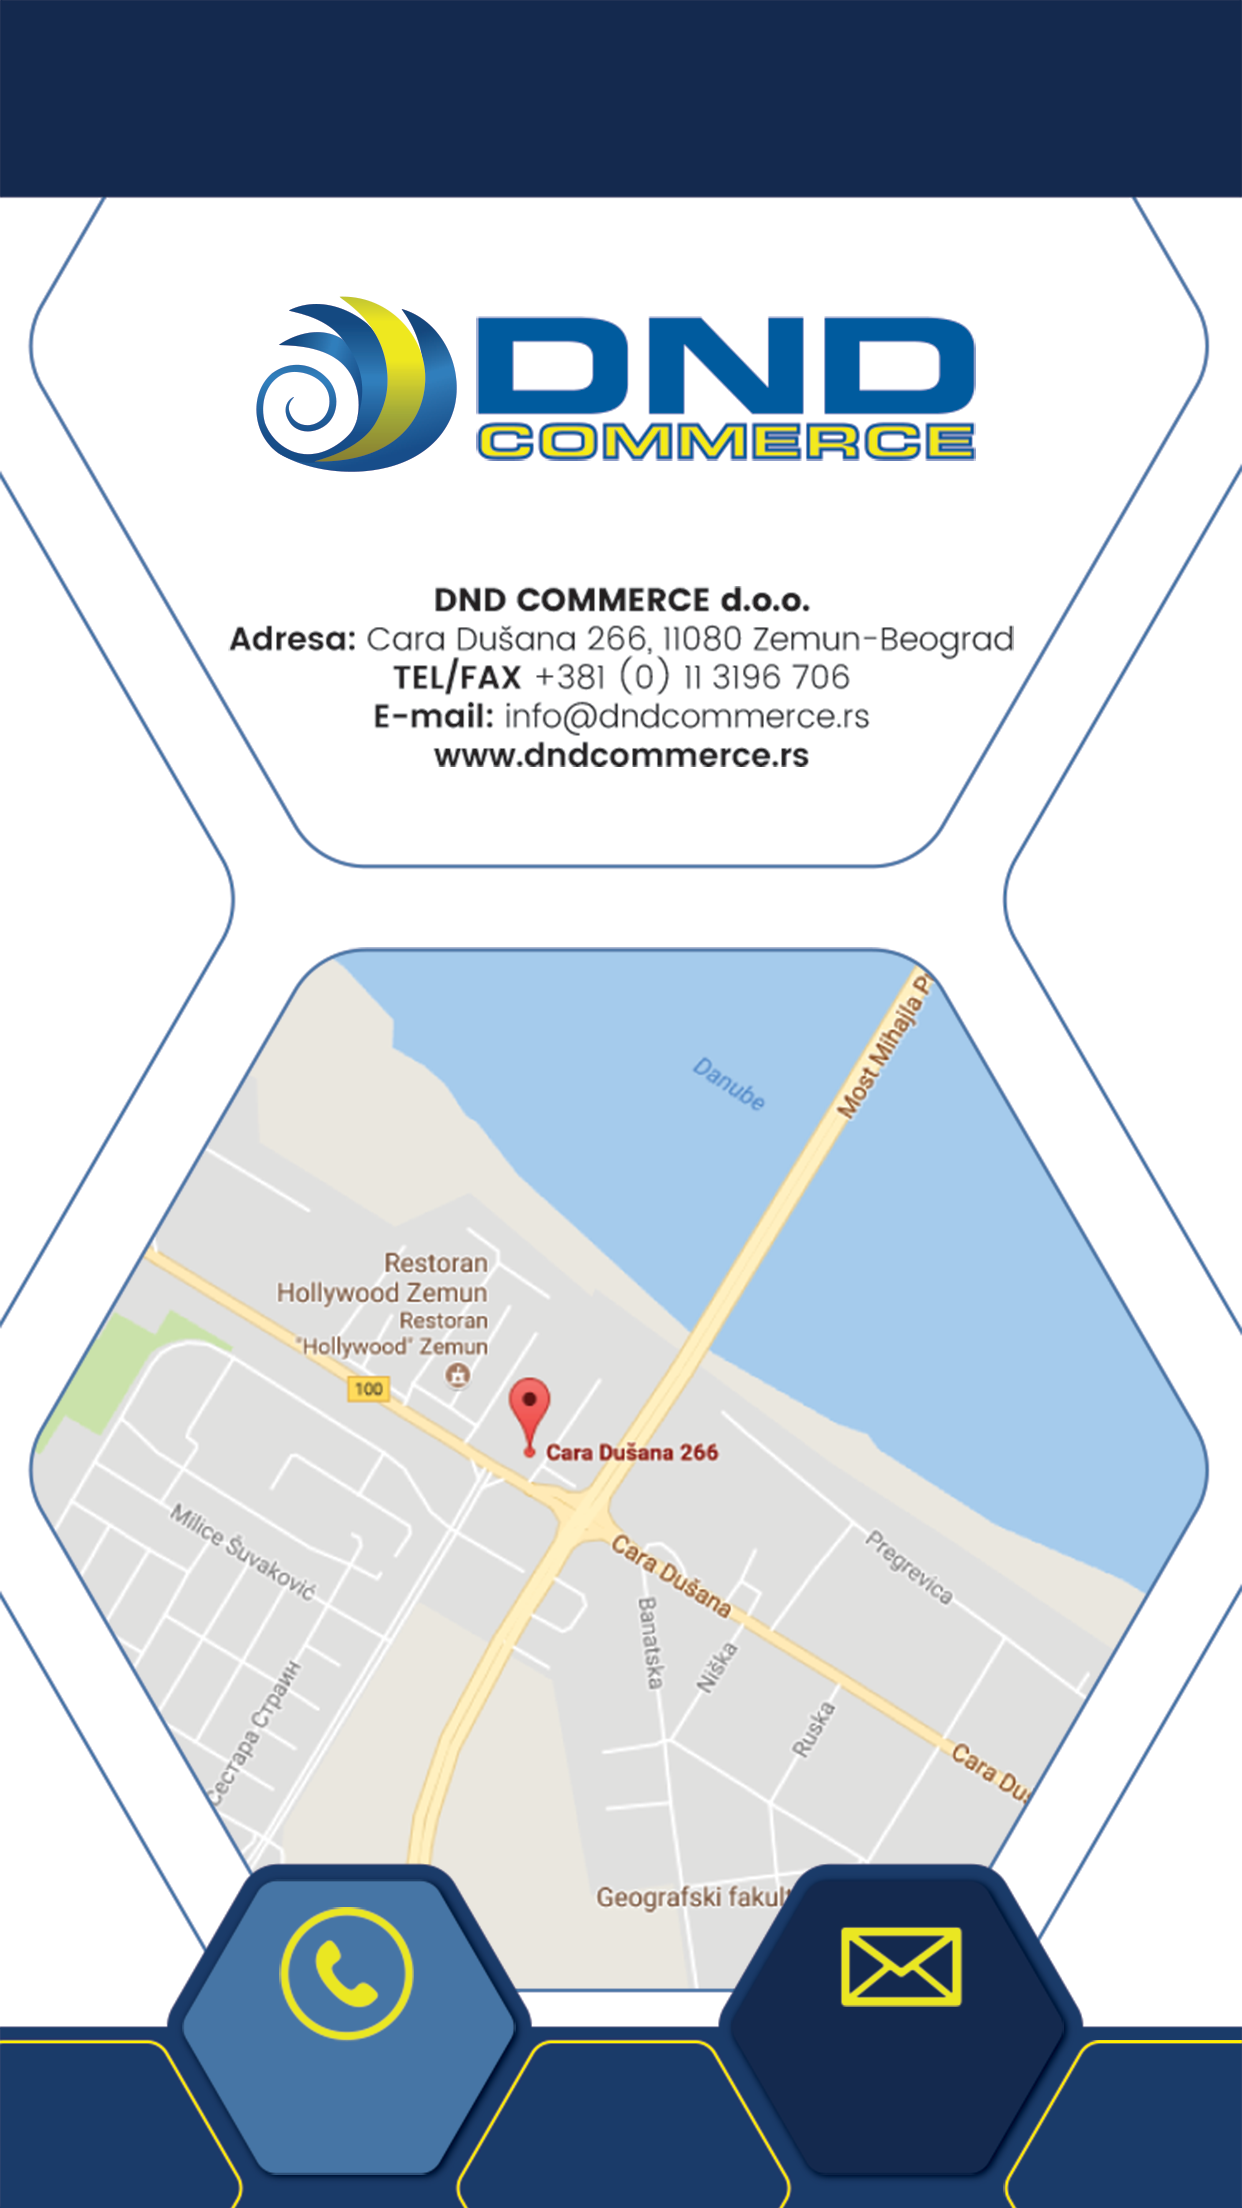 DND
COMMERCE
DND COMMERCE d.o.o.
Adresa: Cara Dušana 266, 11080 Zemun-Beograd
TEL/FAX +381 (0) 11 3196 706
E-mail: info@dndcommerce.rs
www.dndcommerce.rs
Most Mihajla P
Danube
Restoran
Hollywood Zemun
Restoran
"Hollywood" Zemun
100
Cara Dušana 266
Milice Šuvaković
Cara Dušana
Pregrevica
Banatska
Niška
Сестара Страин
Ruska
Cara Duš
Geografski fakult